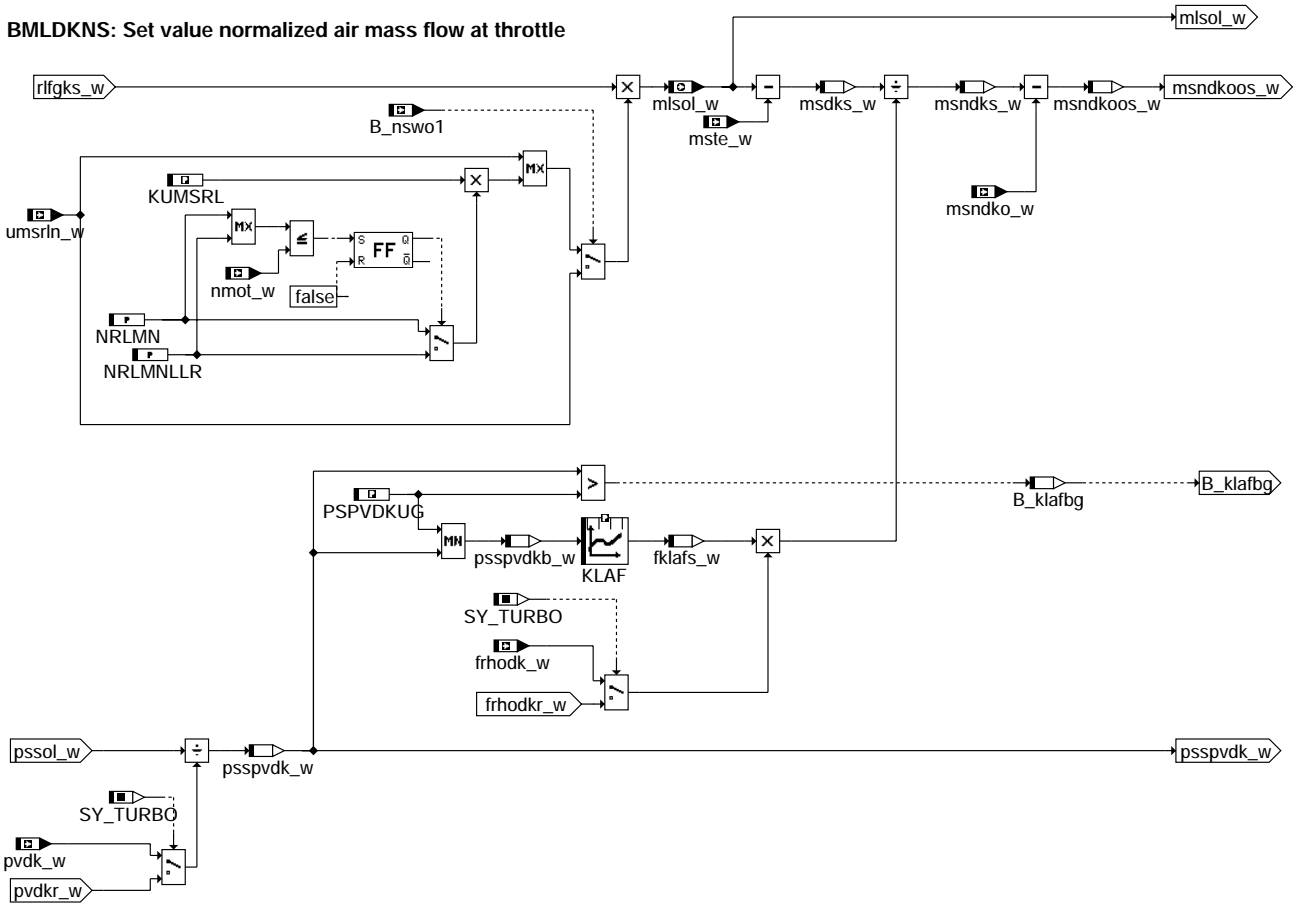 BMLDKNS: Set value normalized air mass flow at throttle
mlsol_w
rlfgks_w
B_nswo1
mlsol_w
mste_w
msdks_w
msndks_w
msndkoos_w
msndkoos_w
msndko_w
KUMSRL
umsrln_w
MX
MX
nmot_w
S Q
FF
R Q
false
NRLMN
P
NRLMNLLR
P
PSPVDKUG
>
B_klafbg
B_klafbg
MN
psspvdkb_w
KLAF
fklafs_w
SY_TURBO
frhodk_w
frhodkr_w
pssol_w
psspvdk_w
psspvdk_w
SY_TURBO
pvdk_w
pvdkr_w